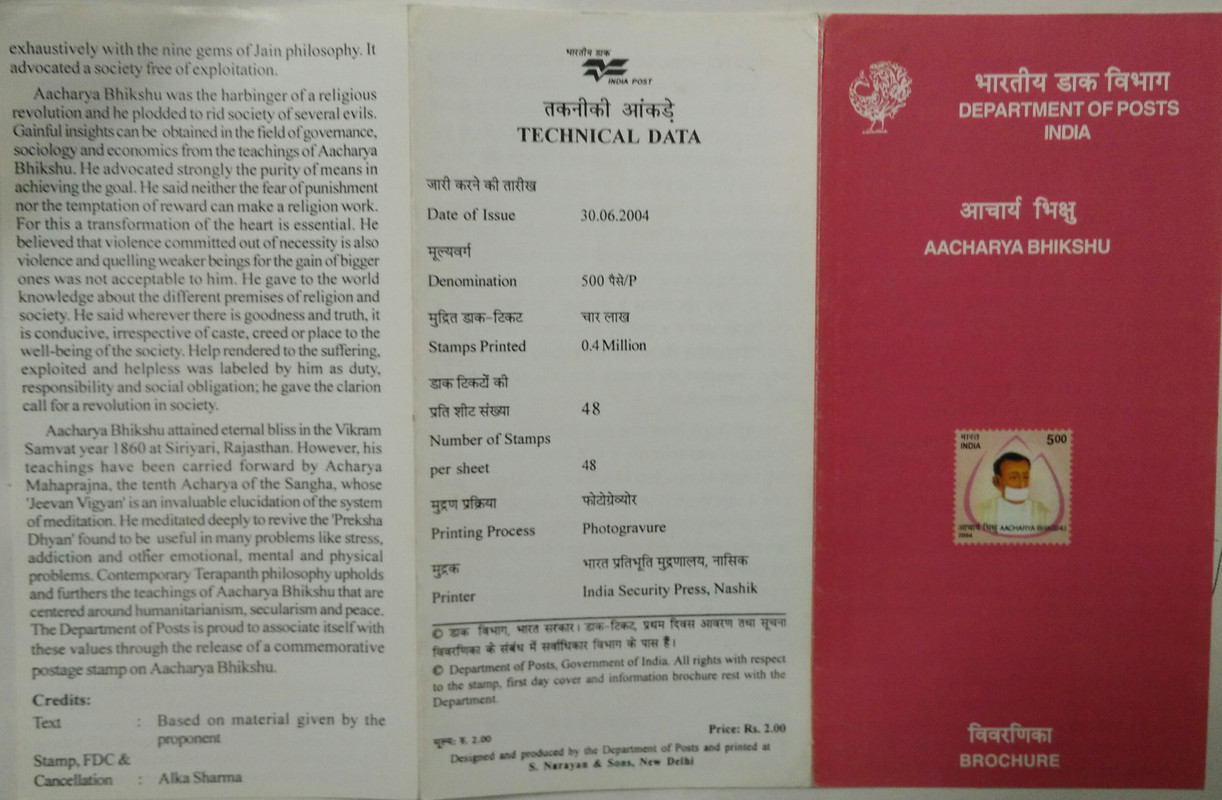 exhaustively with the nine gems of Jain philosophy. It
advocated a society free of exploitation.
Aacharya Bhikshu was the harbinger of a religious
revolution and he plodded to rid society of several evils.
Gainful insights can be obtained in the field of governance,
sociology and economics from the teachings of Aacharya
Bhikshu. He advocated strongly the purity of means in
achieving the goal. He said neither the fear of punishment
nor the temptation of reward can make a religion work.
For this a transformation of the heart is essential. He
believed that violence committed out of necessity is also
violence and quelling weaker beings for the gain of bigger
ones was not acceptable to him. He gave to the world
knowledge about the different premises of religion and
society. He said wherever there is goodness and truth, it
is conducive, irrespective of caste, creed or place to the
well-being of the society. Help rendered to the suffering,
exploited and helpless was labeled by him as duty,
responsibility and social obligation; he gave the clarion
call for a revolution in society.
Aacharya Bhikshu attained eternal bliss in the Vikram
Samvat year 1860 at Siriyari, Rajasthan. However, his
teachings have been carried forward by Acharya
Mahaprajna, the tenth Acharya of the Sangha, whose
'Jeevan Vigyan' is an invaluable elucidation of the system
of meditation. He meditated deeply to revive the 'Preksha
Dhyan' found to be useful in many problems like stress,
addiction and other emotional, mental and physical
problems. Contemporary Terapanth philosophy upholds
and furthers the teachings of Aacharya Bhikshu that are
centered around humanitarianism, secularism and peace.
The Department of Posts is proud to associate itself with
these values through the release of a commemorative
postage stamp on Aacharya Bhikshu.
Credits:
Text : Based on material given by the
proponent
Stamp, FDC &
Cancellation : Alka Sharma
भारतीय डाक
INDIA POST
तकनीकी आंकड़े
TECHNICAL DATA
जारी करने की तारीख
Date of Issue 30.06.2004
मूल्यवर्ग
Denomination 500 पैसे/P
मुद्रित डाक-टिकट चार लाख
Stamps Printed 0.4 Million
डाक टिकटों की
प्रति शीट संख्या 48
Number of Stamps
per sheet 48
मुद्रण प्रक्रिया फोटोग्रेव्योर
Printing Process Photogravure
मुद्रक भारत प्रतिभूति मुद्रणालय, नासिक
Printer India Security Press, Nashik
© डाक विभाग, भारत सरकार। डाक-टिकट, प्रथम दिवस आवरण तथा सूचना
विवरणिका के संबंध में सर्वाधिकार विभाग के पास है।
© Department of Posts, Government of India. All rights with respect
to the stamp, first day cover and information brochure rest with the
Department.
मूल्य: रु. 2.00 Price: Rs. 2.00
Designed and produced by the Department of Posts and printed at
S. Narayan & Sons, New Delhi
भारतीय डाक विभाग
DEPARTMENT OF POSTS
INDIA
आचार्य भिक्षु
AACHARYA BHIKSHU
भारत
INDIA 5.00
आचार्य भिक्षु AACHARYA BHIKSHU
2004
विवरणिका
BROCHURE